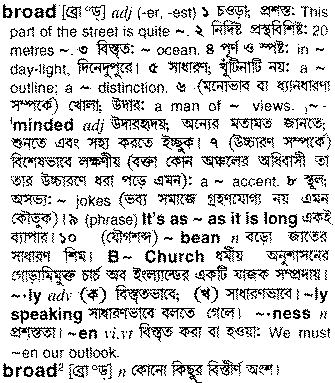 broad [ব্রোড্] adj (-er, -est) ১ চওড়া; প্রশস্ত: This
part of the street is quite ~. ২ নির্দিষ্ট প্রস্থবিশিষ্ট: 20
metres ~. ৩ বিস্তৃত: ~ ocean. ৪ পূর্ণ ও স্পষ্ট: in ~
day-light, দিনেদুপুরে। ৫ সাধারণ; খুঁটিনাটি নয়: a ~
outline; a ~ distinction. ৬ (মনোভাব বা ধ্যানধারণা
সম্পর্কে) খোলা; উদার: a man of ~ views. ,~-
'minded adj উদারহৃদয়; অন্যের মতামত জানতে,
শুনতে এবং সহ্য করতে ইচ্ছুক। ৭ (উচ্চারণ সম্পর্কে)
বিশেষভাবে লক্ষণীয় (বক্তা কোন অঞ্চলের অধিবাসী তা
তার উচ্চারণে ধরা পড়ে এমন): a ~ accent. ৮ স্থূল;
অসভ্য: ~ jokes (ভব্য সমাজে গ্রহণযোগ্য নয় এমন
কৌতুক)। ৯ (phrase) It's as ~ as it is long একই
ব্যাপার। ১০ (যৌগশব্দ) ~ bean n বড়ো জাতের
সাধারণ শিম। B~ Church ধর্মীয় অনুশাসনের
গোঁড়ামিমুক্ত চার্চ অব ইংল্যান্ডের একটি যাজক সম্প্রদায়।
~·ly adv (ক) বিস্তৃতভাবে; (খ) সাধারণভাবে। ~·ly
speaking সাধারণভাবে বলতে গেলে। ~·ness n
প্রশস্ততা। ~·en vi,vt বিস্তৃত করা বা হওয়া: We must
~en our outlook.
broad² [ব্রোড্] n কোনো কিছুর বিস্তীর্ণ অংশ।